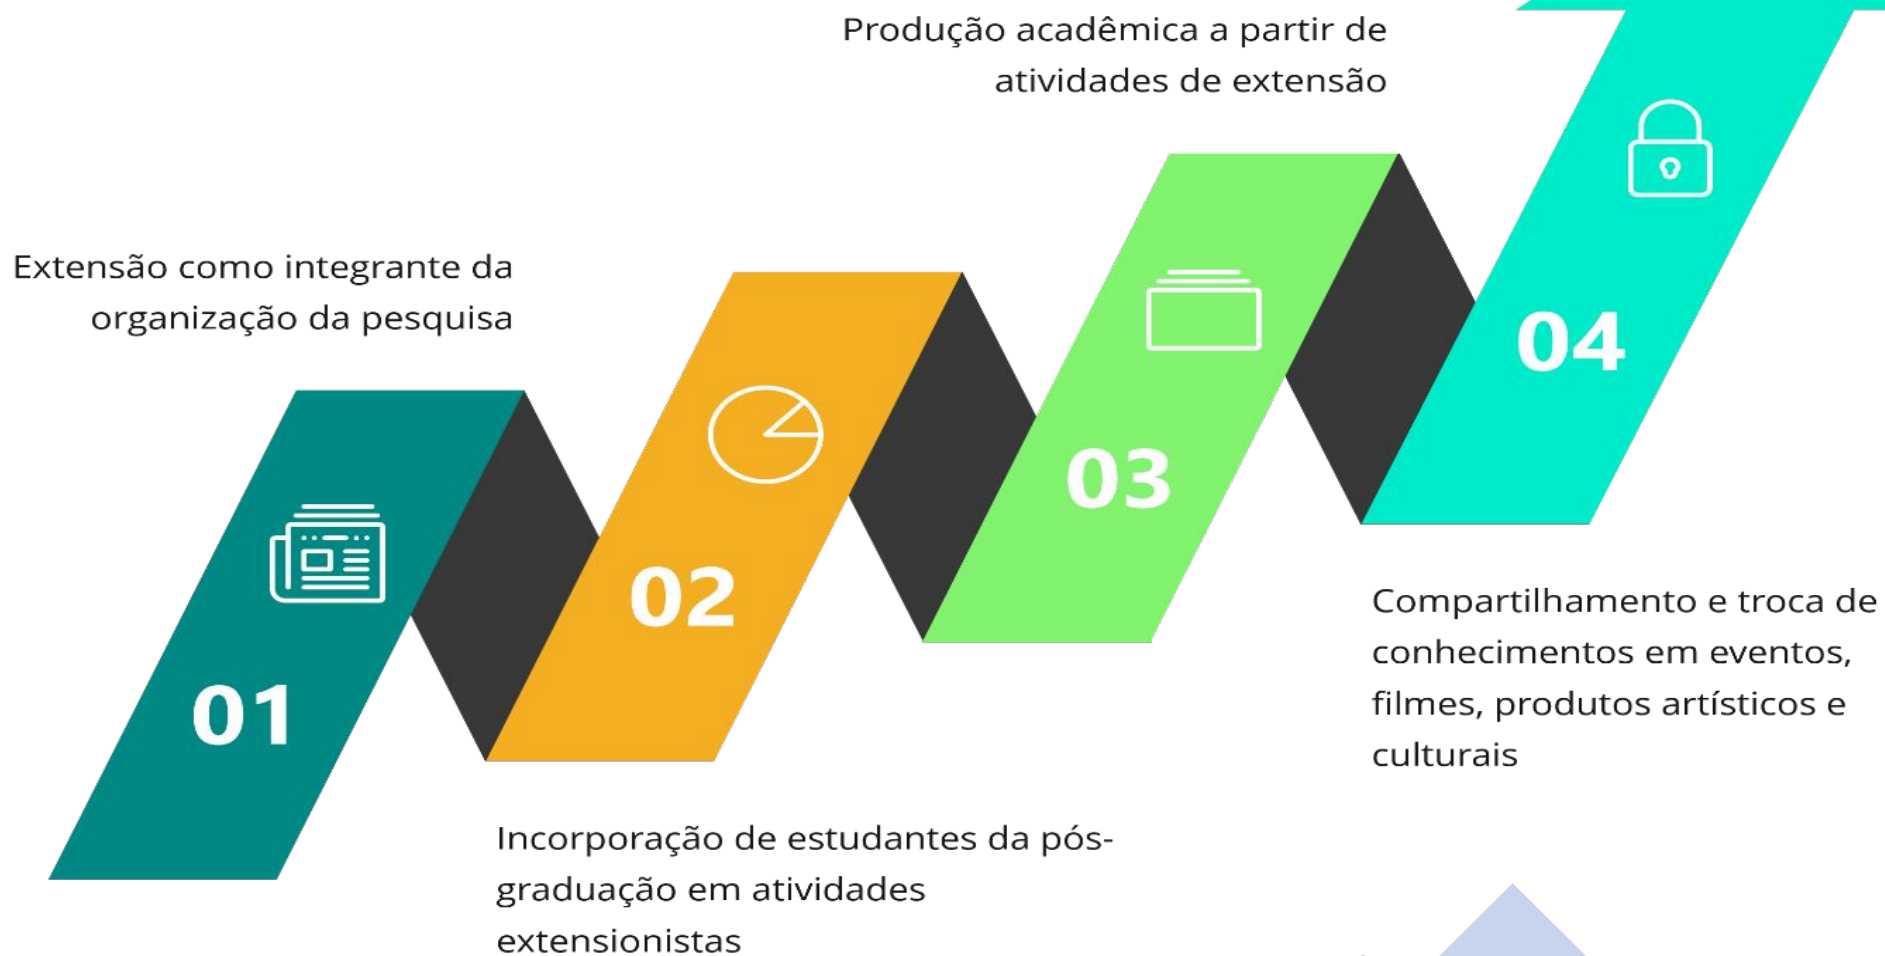 Extensão como integrante da
organização da pesquisa
01
02
Incorporação de estudantes da pós-
graduação em atividades
extensionistas
Produção acadêmica a partir de
atividades de extensão
03
04
Compartilhamento e troca de
conhecimentos em eventos,
filmes, produtos artísticos e
culturais